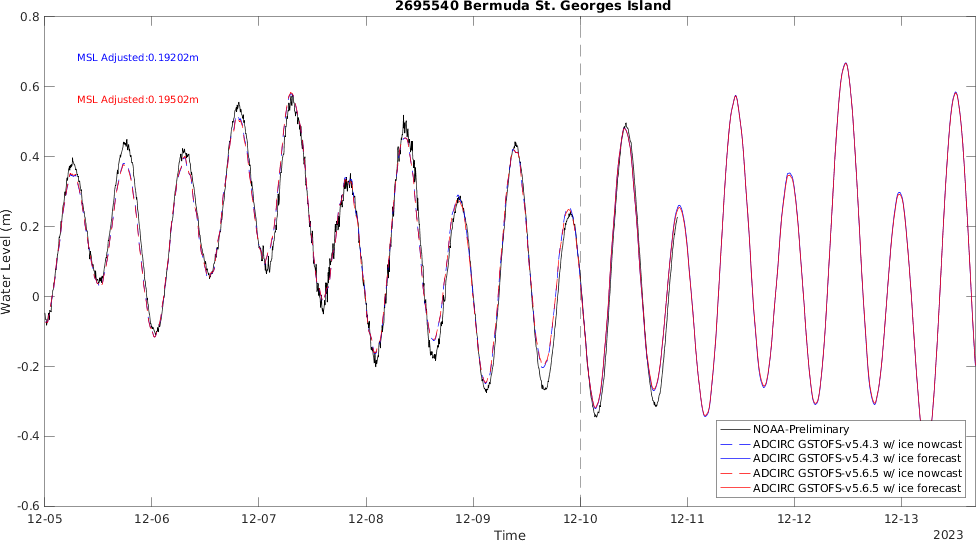 2695540 Bermuda St. Georges Island
MSL Adjusted:0.19202m
MSL Adjusted:0.19502m
Water Level (m)
0.8
0.6
0.4
0.2
0
-0.2
-0.4
-0.6
NOAA-Preliminary
ADCIRC GSTOFS-v5.4.3 w/ ice nowcast
ADCIRC GSTOFS-v5.4.3 w/ ice forecast
ADCIRC GSTOFS-v5.6.5 w/ ice nowcast
ADCIRC GSTOFS-v5.6.5 w/ ice forecast
12-05 12-06 12-07 12-08 12-09 12-10 12-11 12-12 12-13
Time
2023